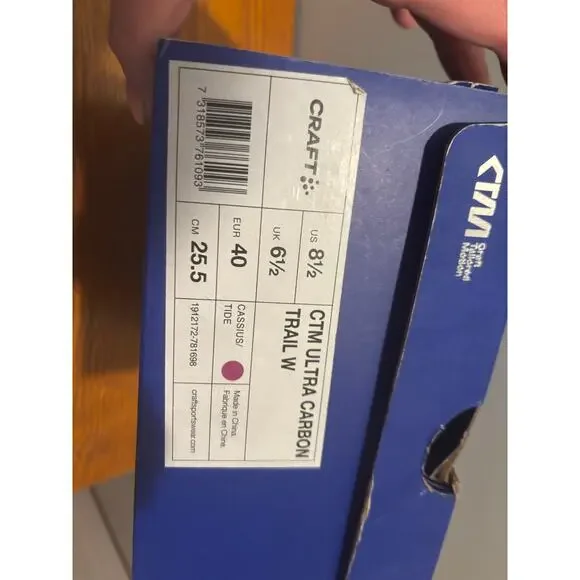 CRAFT
7 318573 761093
US 8½
UK 6½
EUR 40
CM 25.5
CTM ULTRA CARBON
TRAIL W
CASSIUS/
TIDE
Made in China.
Fabriqué en Chine.
1912172-781698
craftsportswear.com
CTM
Craft
Tailored
Motion